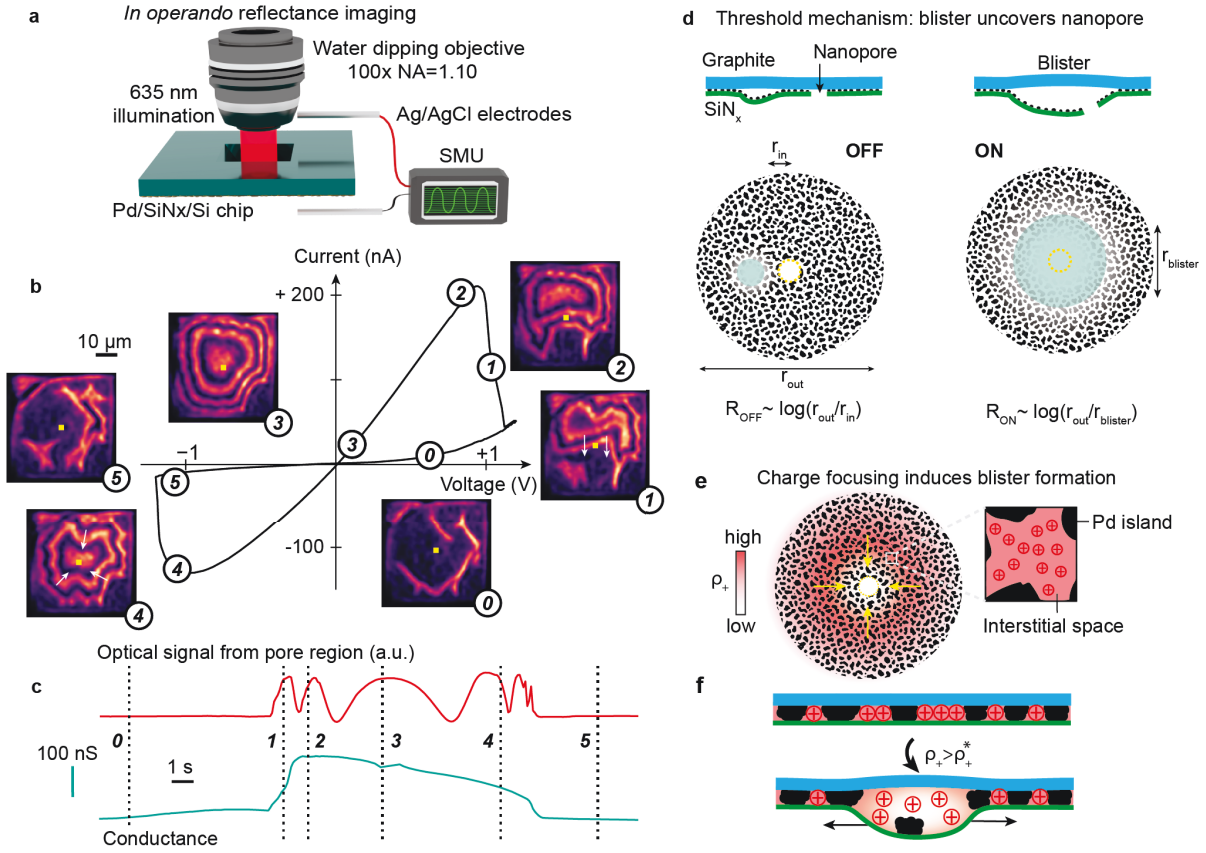 a
In operando reflectance imaging
Water dipping objective
100x NA=1.10
635 nm
illumination
Ag/AgCl electrodes
SMU
Pd/SiNx/Si chip
b
Current (nA)
+ 200
-100
−1
+1
Voltage (V)
10 µm
0
1
2
3
4
5
0
1
2
3
4
5
c
Optical signal from pore region (a.u.)
0
1
2
3
4
5
100 nS
1 s
Conductance
d
Threshold mechanism: blister uncovers nanopore
Graphite
Nanopore
SiNx
Blister
rin
OFF
ON
rblister
rout
ROFF~ log(rout/rin)
RON~ log(rout/rblister)
e
Charge focusing induces blister formation
high
ρ+
low
Pd island
Interstitial space
f
ρ+>ρ+*